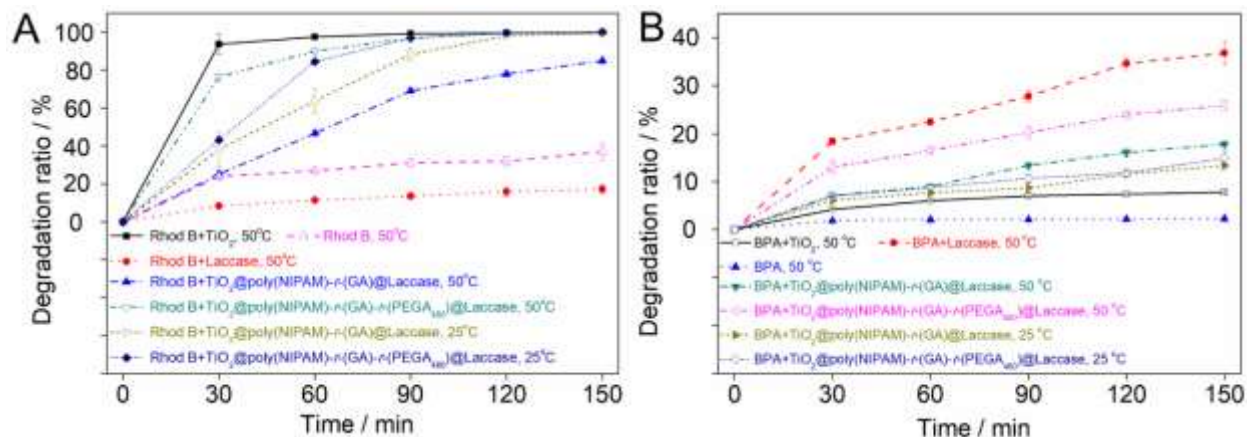 A
Degradation ratio / %
100
80
60
40
20
0
Rhod B+TiO2, 50°C
Rhod B, 50°C
Rhod B+Laccase, 50°C
Rhod B+TiO2@poly(NIPAM)-r-(GA)@Laccase, 50°C
Rhod B+TiO2@poly(NIPAM)-r-(GA)-r-(PEGA480)@Laccase, 50°C
Rhod B+TiO2@poly(NIPAM)-r-(GA)@Laccase, 25°C
Rhod B+TiO2@poly(NIPAM)-r-(GA)-r-(PEGA480)@Laccase, 25°C
0 30 60 90 120 150
Time / min
B
Degradation ratio / %
40
30
20
10
0
BPA+TiO2, 50 °C
BPA+Laccase, 50 °C
BPA, 50 °C
BPA+TiO2@poly(NIPAM)-r-(GA)@Laccase, 50 °C
BPA+TiO2@poly(NIPAM)-r-(GA)-r-(PEGA480)@Laccase, 50 °C
BPA+TiO2@poly(NIPAM)-r-(GA)@Laccase, 25 °C
BPA+TiO2@poly(NIPAM)-r-(GA)-r-(PEGA480)@Laccase, 25 °C
0 30 60 90 120 150
Time / min